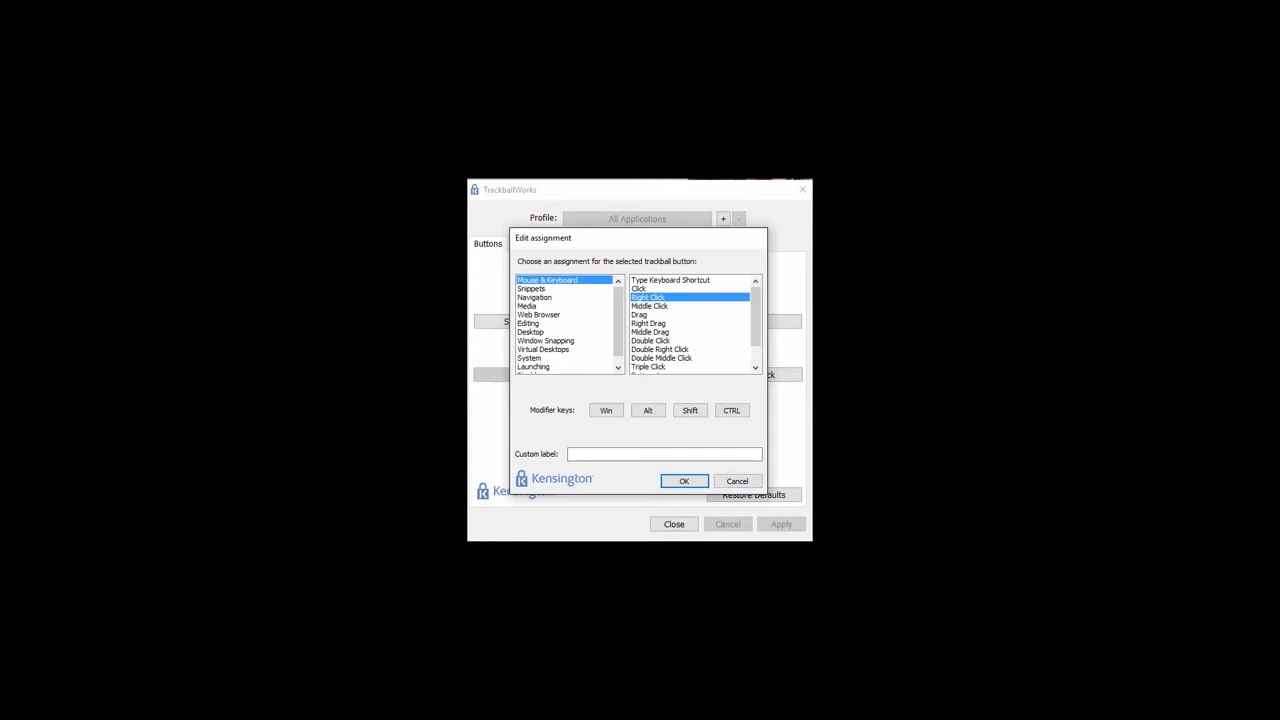 TrackballWorks
Profile: All Applications + -
Buttons
Edit assignment
Choose an assignment for the selected trackball button:
Mouse & Keyboard
Snippets
Navigation
Media
Web Browser
Editing
Desktop
Window Snapping
Virtual Desktops
System
Launching
Type Keyboard Shortcut
Click
Right Click
Middle Click
Drag
Right Drag
Middle Drag
Double Click
Double Right Click
Double Middle Click
Triple Click
Modifier keys: Win Alt Shift CTRL
Custom label:
Kensington
OK Cancel
Restore Defaults
Close Cancel Apply